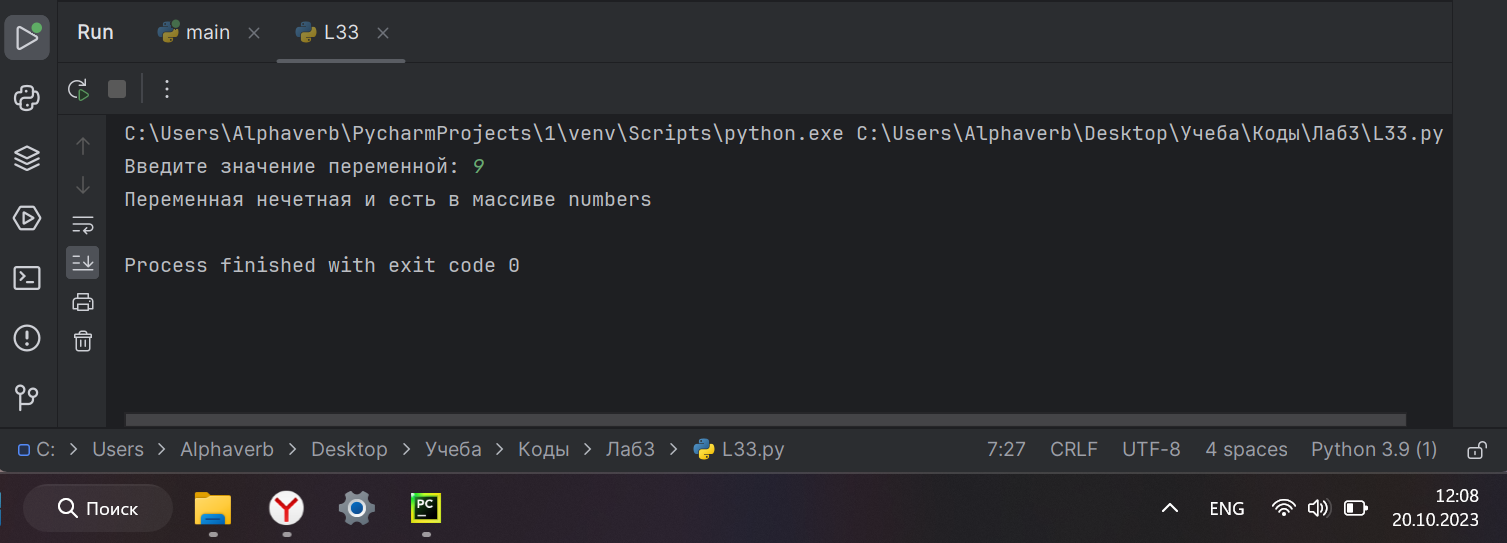 Run main L33
C:\Users\Alphaverb\PycharmProjects\1\venv\Scripts\python.exe C:\Users\Alphaverb\Desktop\Учеба\Коды\Лаб3\L33.py
Введите значение переменной: 9
Переменная нечетная и есть в массиве numbers
Process finished with exit code 0
C: > Users > Alphaverb > Desktop > Учеба > Коды > Лаб3 > L33.py 7:27 CRLF UTF-8 4 spaces Python 3.9 (1)
Поиск PC ENG 12:08
20.10.2023